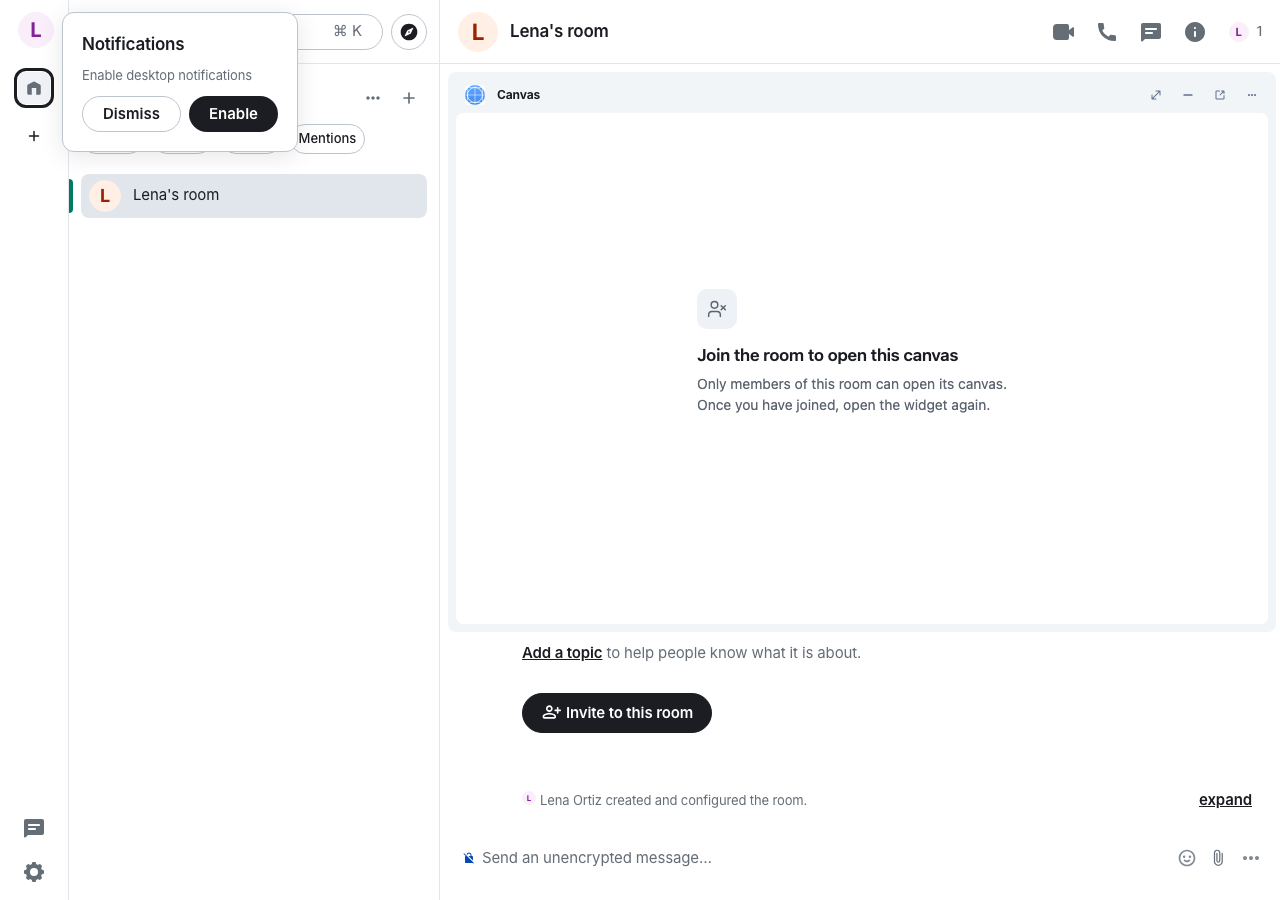 L
Notifications
Enable desktop notifications
Dismiss
Enable
⌘ K
Mentions
L
Lena's room
L
Lena's room
L
1
Canvas
Join the room to open this canvas
Only members of this room can open its canvas.
Once you have joined, open the widget again.
Add a topic to help people know what it is about.
Invite to this room
L
Lena Ortiz created and configured the room.
expand
Send an unencrypted message...